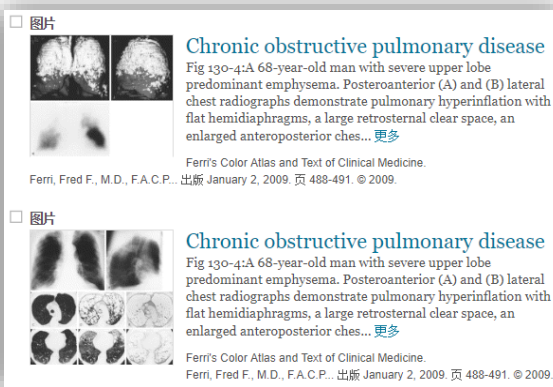 图片
Chronic obstructive pulmonary disease
Fig 130-4:A 68-year-old man with severe upper lobe
predominant emphysema. Posteroanterior (A) and (B) lateral
chest radiographs demonstrate pulmonary hyperinflation with
flat hemidiaphragms, a large retrosternal clear space, an
enlarged anteroposterior ches... 更多
Ferri's Color Atlas and Text of Clinical Medicine.
Ferri, Fred F., M.D., F.A.C.P... 出版 January 2, 2009. 页 488-491. © 2009.
图片
Chronic obstructive pulmonary disease
Fig 130-4:A 68-year-old man with severe upper lobe
predominant emphysema. Posteroanterior (A) and (B) lateral
chest radiographs demonstrate pulmonary hyperinflation with
flat hemidiaphragms, a large retrosternal clear space, an
enlarged anteroposterior ches... 更多
Ferri's Color Atlas and Text of Clinical Medicine.
Ferri, Fred F., M.D., F.A.C.P... 出版 January 2, 2009. 页 488-491. © 2009.